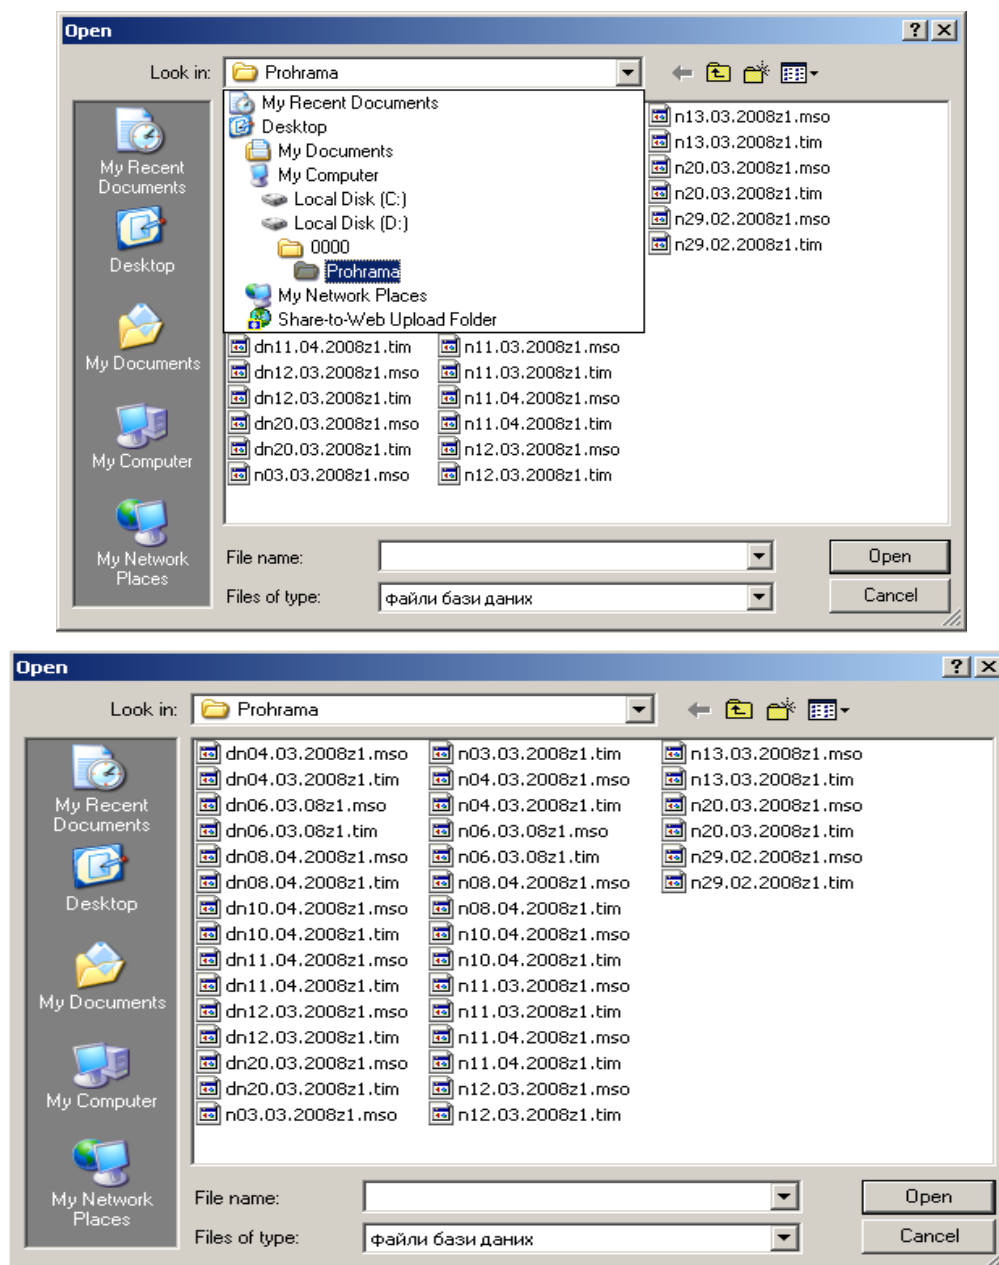 Open
Look in: Prohrama
My Recent Documents
Desktop
My Documents
My Computer
Local Disk (C:)
Local Disk (D:)
0000
Prohrama
My Network Places
Share-to-Web Upload Folder
My Recent
Documents
Desktop
My Documents
My Computer
My Network
Places
dn11.04.2008z1.tim
dn12.03.2008z1.mso
dn12.03.2008z1.tim
dn20.03.2008z1.mso
dn20.03.2008z1.tim
n03.03.2008z1.mso
n11.03.2008z1.mso
n11.03.2008z1.tim
n11.04.2008z1.mso
n11.04.2008z1.tim
n12.03.2008z1.mso
n12.03.2008z1.tim
n13.03.2008z1.mso
n13.03.2008z1.tim
n20.03.2008z1.mso
n20.03.2008z1.tim
n29.02.2008z1.mso
n29.02.2008z1.tim
File name:
Open
Files of type: файли бази даних
Cancel
Open
Look in: Prohrama
My Recent
Documents
Desktop
My Documents
My Computer
My Network
Places
dn04.03.2008z1.mso
dn04.03.2008z1.tim
dn06.03.08z1.mso
dn06.03.08z1.tim
dn08.04.2008z1.mso
dn08.04.2008z1.tim
dn10.04.2008z1.mso
dn10.04.2008z1.tim
dn11.04.2008z1.mso
dn11.04.2008z1.tim
dn12.03.2008z1.mso
dn12.03.2008z1.tim
dn20.03.2008z1.mso
dn20.03.2008z1.tim
n03.03.2008z1.mso
n03.03.2008z1.tim
n04.03.2008z1.mso
n04.03.2008z1.tim
n06.03.08z1.mso
n06.03.08z1.tim
n08.04.2008z1.mso
n08.04.2008z1.tim
n10.04.2008z1.mso
n10.04.2008z1.tim
n11.03.2008z1.mso
n11.03.2008z1.tim
n11.04.2008z1.mso
n11.04.2008z1.tim
n12.03.2008z1.mso
n12.03.2008z1.tim
n13.03.2008z1.mso
n13.03.2008z1.tim
n20.03.2008z1.mso
n20.03.2008z1.tim
n29.02.2008z1.mso
n29.02.2008z1.tim
File name:
Open
Files of type: файли бази даних
Cancel